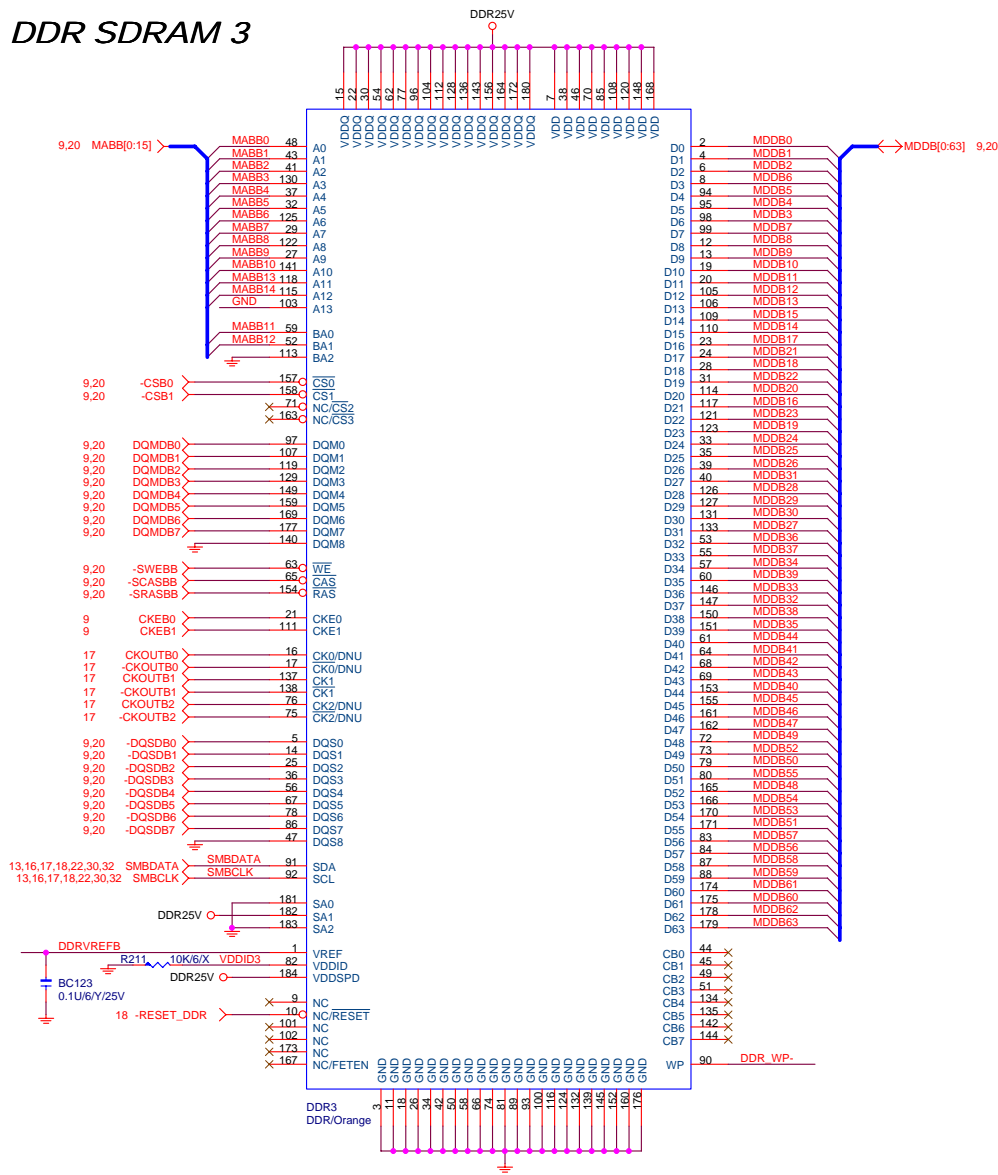 DDR SDRAM 3
DDR25V
15 22 30 54 62 77 96 104 112 128 136 143 156 164 172 180 7 38 46 70 85 108 120 148 168
VDDQ VDDQ VDDQ VDDQ VDDQ VDDQ VDDQ VDDQ VDDQ VDDQ VDDQ VDDQ VDDQ VDDQ VDDQ VDDQ VDD VDD VDD VDD VDD VDD VDD VDD VDD
9,20 MABB[0:15]
MABB0 48 A0
MABB1 43 A1
MABB2 41 A2
MABB3 130 A3
MABB4 37 A4
MABB5 32 A5
MABB6 125 A6
MABB7 29 A7
MABB8 122 A8
MABB9 27 A9
MABB10 141 A10
MABB13 118 A11
MABB14 115 A12
GND 103 A13
MABB11 59 BA0
MABB12 52 BA1
113 BA2
9,20 -CSB0 157 CS0
9,20 -CSB1 158 CS1
71 NC/CS2
163 NC/CS3
9,20 DQMDB0 97 DQM0
9,20 DQMDB1 107 DQM1
9,20 DQMDB2 119 DQM2
9,20 DQMDB3 129 DQM3
9,20 DQMDB4 149 DQM4
9,20 DQMDB5 159 DQM5
9,20 DQMDB6 169 DQM6
9,20 DQMDB7 177 DQM7
140 DQM8
9,20 -SWEBB 63 WE
9,20 -SCASBB 65 CAS
9,20 -SRASBB 154 RAS
9 CKEB0 21 CKE0
9 CKEB1 111 CKE1
17 CKOUTB0 16 CK0/DNU
17 -CKOUTB0 17 CK0/DNU
17 CKOUTB1 137 CK1
17 -CKOUTB1 138 CK1
17 CKOUTB2 76 CK2/DNU
17 -CKOUTB2 75 CK2/DNU
9,20 -DQSDB0 5 DQS0
9,20 -DQSDB1 14 DQS1
9,20 -DQSDB2 25 DQS2
9,20 -DQSDB3 36 DQS3
9,20 -DQSDB4 56 DQS4
9,20 -DQSDB5 67 DQS5
9,20 -DQSDB6 78 DQS6
9,20 -DQSDB7 86 DQS7
47 DQS8
13,16,17,18,22,30,32 SMBDATA SMBDATA 91 SDA
13,16,17,18,22,30,32 SMBCLK SMBCLK 92 SCL
181 SA0
DDR25V 182 SA1
183 SA2
DDRVREFB 1 VREF
R211 10K/6/X VDDID3 82 VDDID
DDR25V 184 VDDSPD
BC123
0.1U/6/Y/25V
9 NC
18 -RESET_DDR 10 NC/RESET
101 NC
102 NC
173 NC
167 NC/FETEN
MDDB[0:63] 9,20
D0 2 MDDB0
D1 4 MDDB1
D2 6 MDDB2
D3 8 MDDB6
D4 94 MDDB5
D5 95 MDDB4
D6 98 MDDB3
D7 99 MDDB7
D8 12 MDDB8
D9 13 MDDB9
D10 19 MDDB10
D11 20 MDDB11
D12 105 MDDB12
D13 106 MDDB13
D14 109 MDDB15
D15 110 MDDB14
D16 23 MDDB17
D17 24 MDDB21
D18 28 MDDB18
D19 31 MDDB22
D20 114 MDDB20
D21 117 MDDB16
D22 121 MDDB23
D23 123 MDDB19
D24 33 MDDB24
D25 35 MDDB25
D26 39 MDDB26
D27 40 MDDB31
D28 126 MDDB28
D29 127 MDDB29
D30 131 MDDB30
D31 133 MDDB27
D32 53 MDDB36
D33 55 MDDB37
D34 57 MDDB34
D35 60 MDDB39
D36 146 MDDB33
D37 147 MDDB32
D38 150 MDDB38
D39 151 MDDB35
D40 61 MDDB44
D41 64 MDDB41
D42 68 MDDB42
D43 69 MDDB43
D44 153 MDDB40
D45 155 MDDB45
D46 161 MDDB46
D47 162 MDDB47
D48 72 MDDB49
D49 73 MDDB52
D50 79 MDDB50
D51 80 MDDB55
D52 165 MDDB48
D53 166 MDDB54
D54 170 MDDB53
D55 171 MDDB51
D56 83 MDDB57
D57 84 MDDB56
D58 87 MDDB58
D59 88 MDDB59
D60 174 MDDB61
D61 175 MDDB60
D62 178 MDDB62
D63 179 MDDB63
CB0 44
CB1 45
CB2 49
CB3 51
CB4 134
CB5 135
CB6 142
CB7 144
WP 90 DDR_WP-
GND GND GND GND GND GND GND GND GND GND GND GND GND GND GND GND GND GND GND GND GND GND
3 11 18 26 34 42 50 58 66 74 81 89 93 100 116 124 132 139 145 152 160 176
DDR3
DDR/Orange